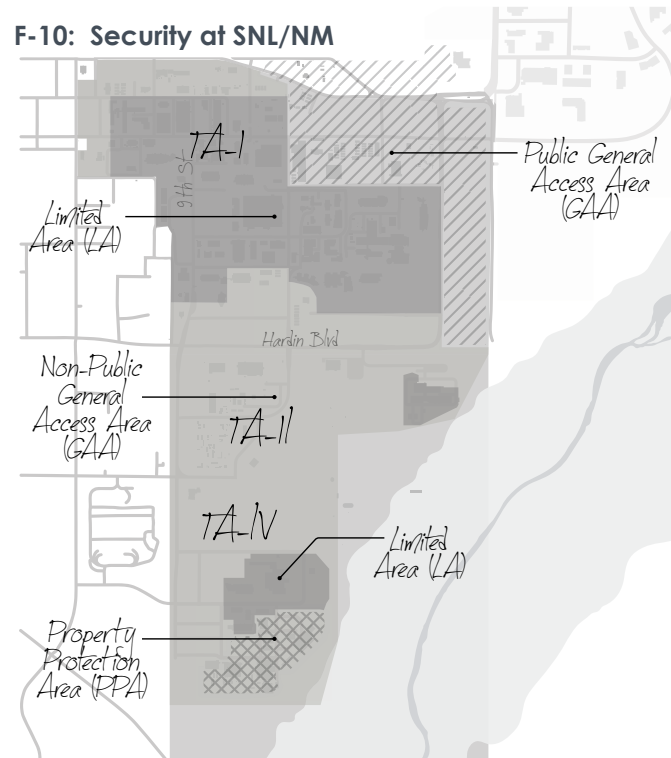 F-10: Security at SNL/NM
TA-I
9th St
Public General
Access Area
(GAA)
Limited
Area (LA)
Hardin Blvd
Non-Public
General
Access Area
(GAA)
TA-II
TA-IV
Limited
Area (LA)
Property
Protection
Area (PPA)